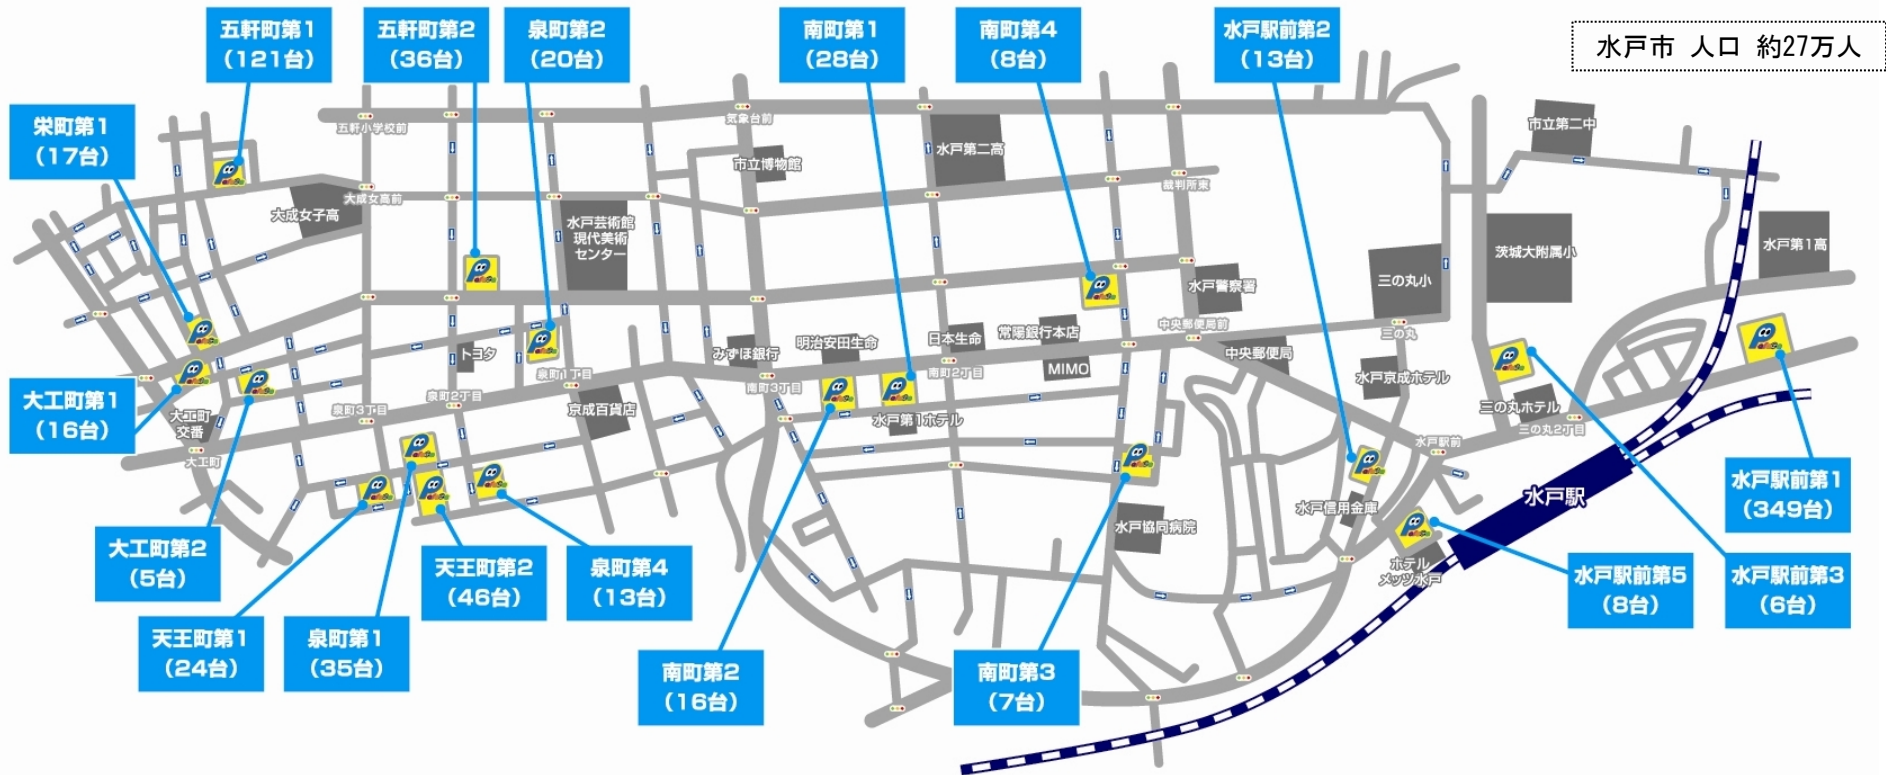 五軒町第1
（121台）
五軒町第2
（36台）
泉町第2
（20台）
南町第1
（28台）
南町第4
（8台）
水戸駅前第2
（13台）
水戸市 人口 約27万人
栄町第1
（17台）
五軒小学校前
気象台前
市立博物館
水戸第二高
市立第二中
大成女高前
裁判所東
大成女子高
水戸芸術館
現代美術
センター
水戸警察署
三の丸小
茨城大附属小
水戸第1高
中央郵便局前
三の丸
トヨタ
みずほ銀行
明治安田生命
日本生命
常陽銀行本店
MIMO
中央郵便局
水戸京成ホテル
泉町1丁目
南町3丁目
南町2丁目
大工町第1
（16台）
大工町
交番
大工町
泉町3丁目
泉町2丁目
京成百貨店
水戸第1ホテル
三の丸ホテル
三の丸2丁目
水戸駅前
水戸駅
水戸信用金庫
水戸協同病院
ホテル
メッツ水戸
水戸駅前第1
（349台）
大工町第2
（5台）
天王町第2
（46台）
泉町第4
（13台）
水戸駅前第5
（8台）
水戸駅前第3
（6台）
天王町第1
（24台）
泉町第1
（35台）
南町第2
（16台）
南町第3
（7台）